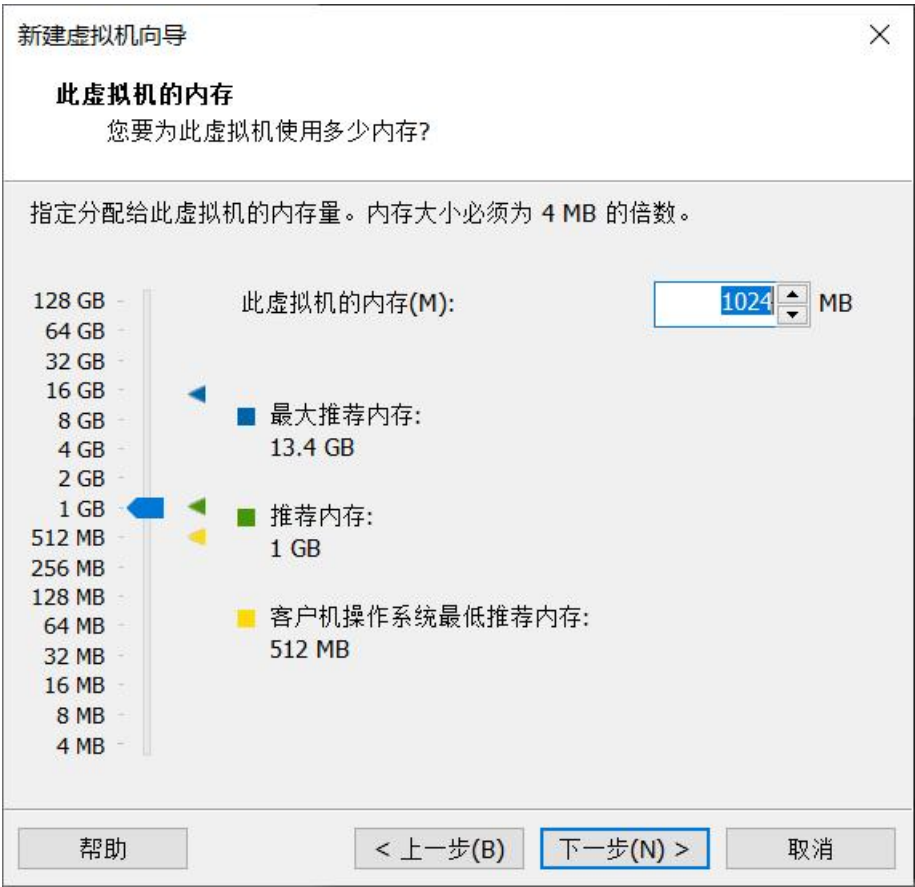 新建虚拟机向导
此虚拟机的内存
您要为此虚拟机使用多少内存?
指定分配给此虚拟机的内存量。内存大小必须为 4 MB 的倍数。
128 GB
64 GB
32 GB
16 GB
8 GB
4 GB
2 GB
1 GB
512 MB
256 MB
128 MB
64 MB
32 MB
16 MB
8 MB
4 MB
此虚拟机的内存(M): 1024 MB
最大推荐内存:
13.4 GB
推荐内存:
1 GB
客户机操作系统最低推荐内存:
512 MB
帮助 < 上一步(B) 下一步(N) > 取消